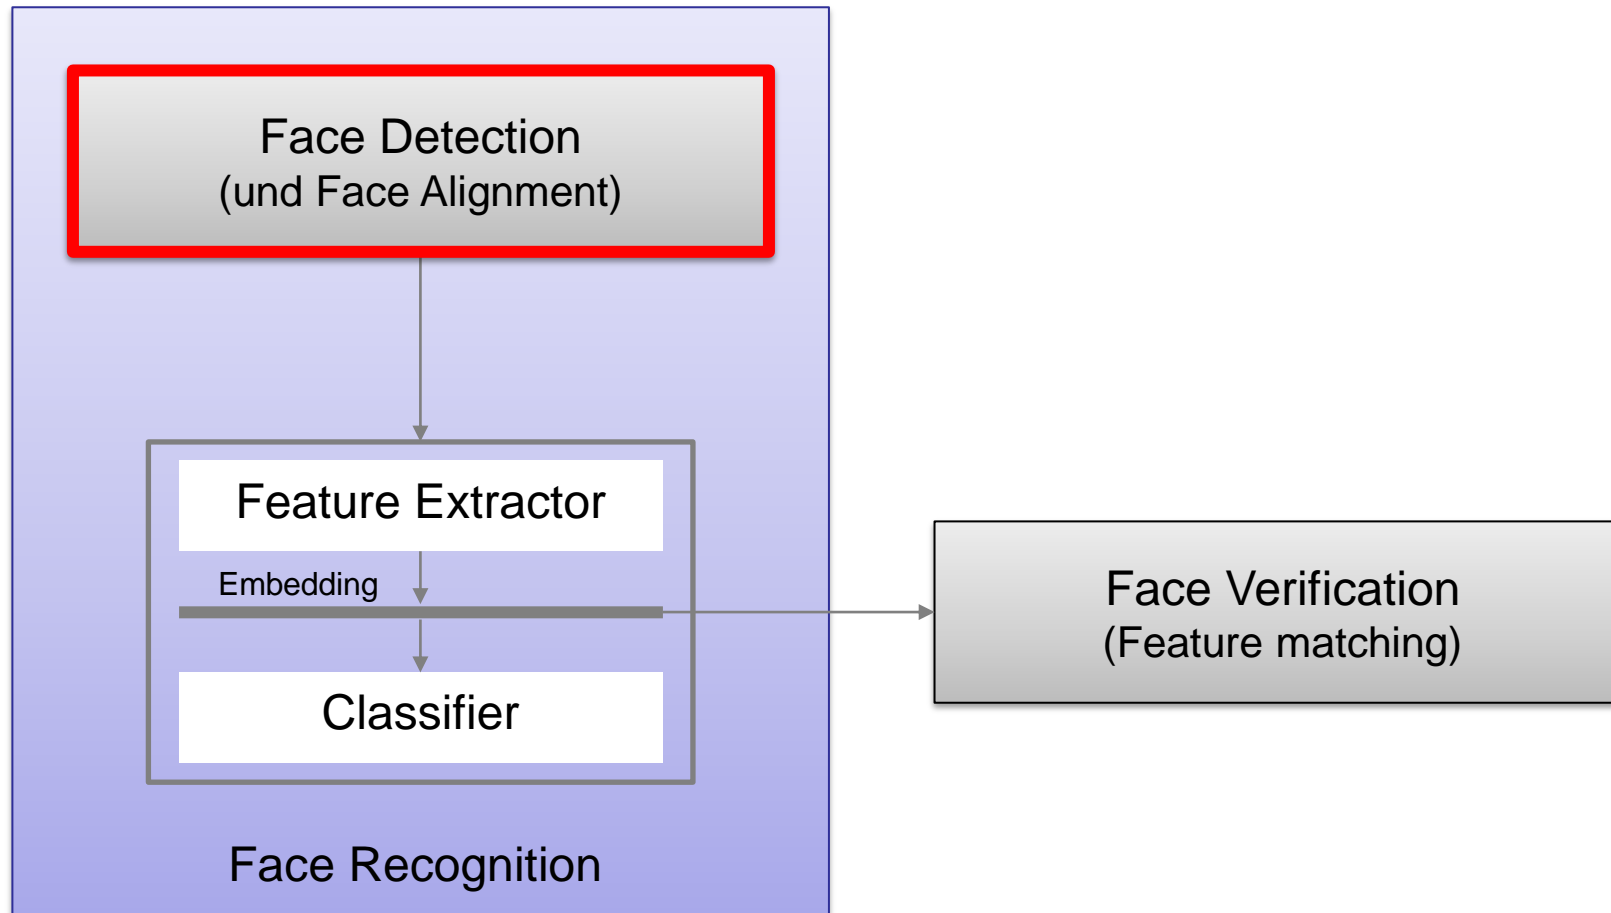 Face Detection
(und Face Alignment)
Feature Extractor
Embedding
Classifier
Face Recognition
Face Verification
(Feature matching)